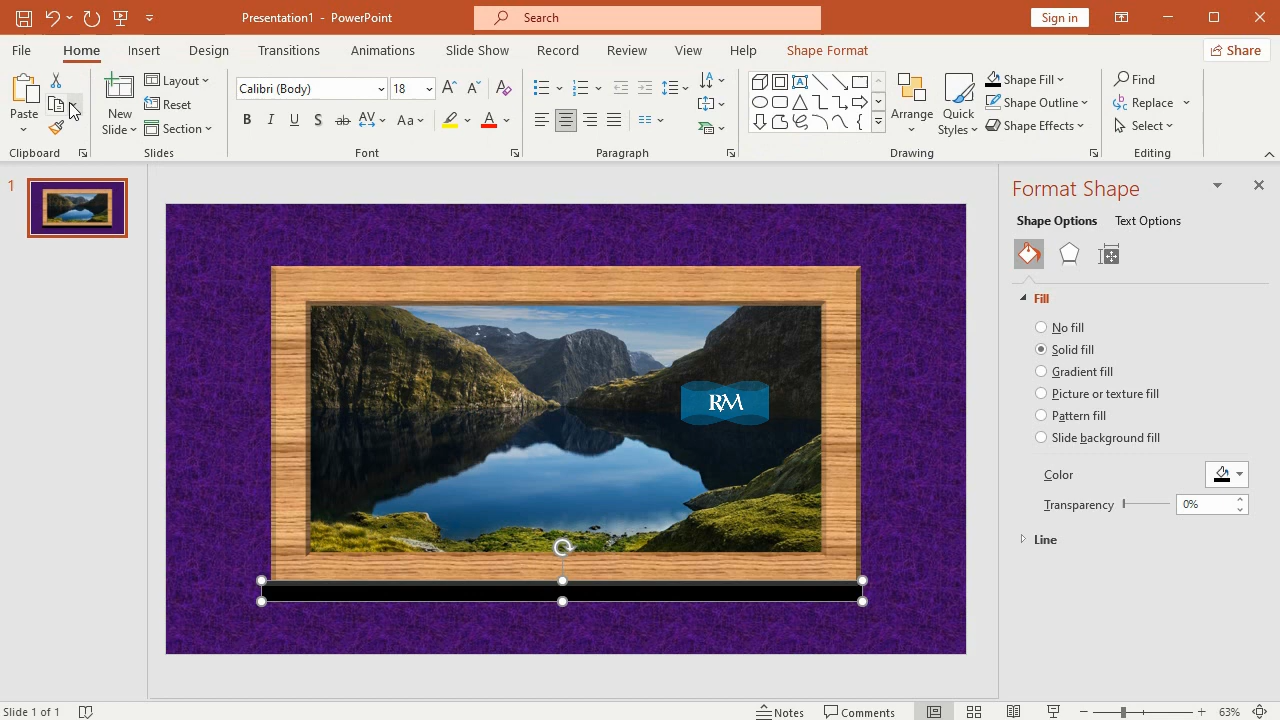 Presentation1 - PowerPoint
Search
Sign in
File
Home
Insert
Design
Transitions
Animations
Slide Show
Record
Review
View
Help
Shape Format
Share
Paste
New
Slide
Layout
Reset
Section
Calibri (Body)
18
A A A
B I U S ab AV Aa A
Arrange
Quick
Styles
Shape Fill
Shape Outline
Shape Effects
Find
Replace
Select
Clipboard
Slides
Font
Paragraph
Drawing
Editing
1
RM
Format Shape
Shape Options
Text Options
Fill
No fill
Solid fill
Gradient fill
Picture or texture fill
Pattern fill
Slide background fill
Color
Transparency
0%
Line
Slide 1 of 1
Notes
Comments
63%